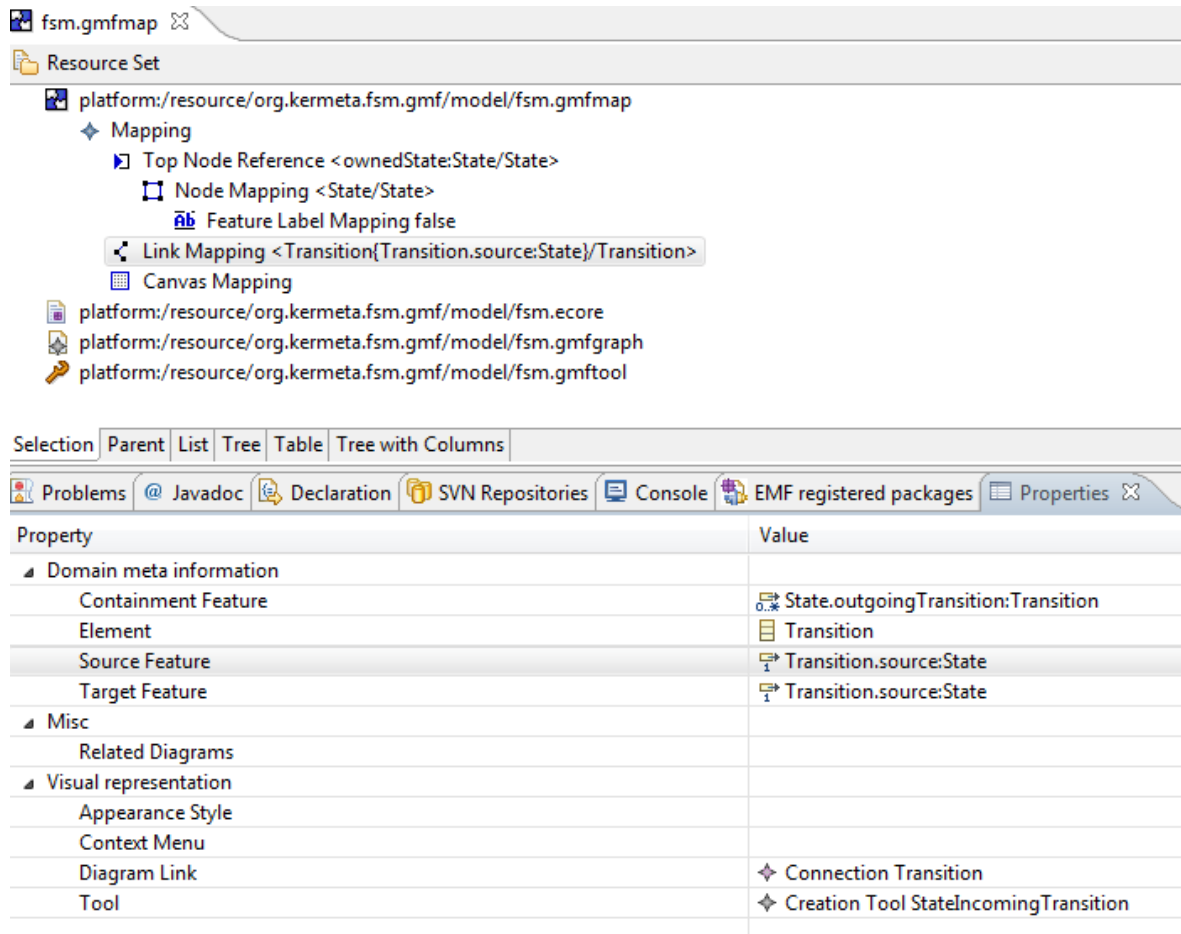 fsm.gmfmap
Resource Set
platform:/resource/org.kermeta.fsm.gmf/model/fsm.gmfmap
Mapping
Top Node Reference <ownedState:State/State>
Node Mapping <State/State>
Ab Feature Label Mapping false
Link Mapping <Transition{Transition.source:State}/Transition>
Canvas Mapping
platform:/resource/org.kermeta.fsm.gmf/model/fsm.ecore
platform:/resource/org.kermeta.fsm.gmf/model/fsm.gmfgraph
platform:/resource/org.kermeta.fsm.gmf/model/fsm.gmftool
Selection Parent List Tree Table Tree with Columns
Problems @ Javadoc Declaration SVN Repositories Console EMF registered packages Properties
Property Value
Domain meta information
Containment Feature 0..* State.outgoingTransition:Transition
Element Transition
Source Feature 1 Transition.source:State
Target Feature 1 Transition.source:State
Misc
Related Diagrams
Visual representation
Appearance Style
Context Menu
Diagram Link Connection Transition
Tool Creation Tool StateIncomingTransition